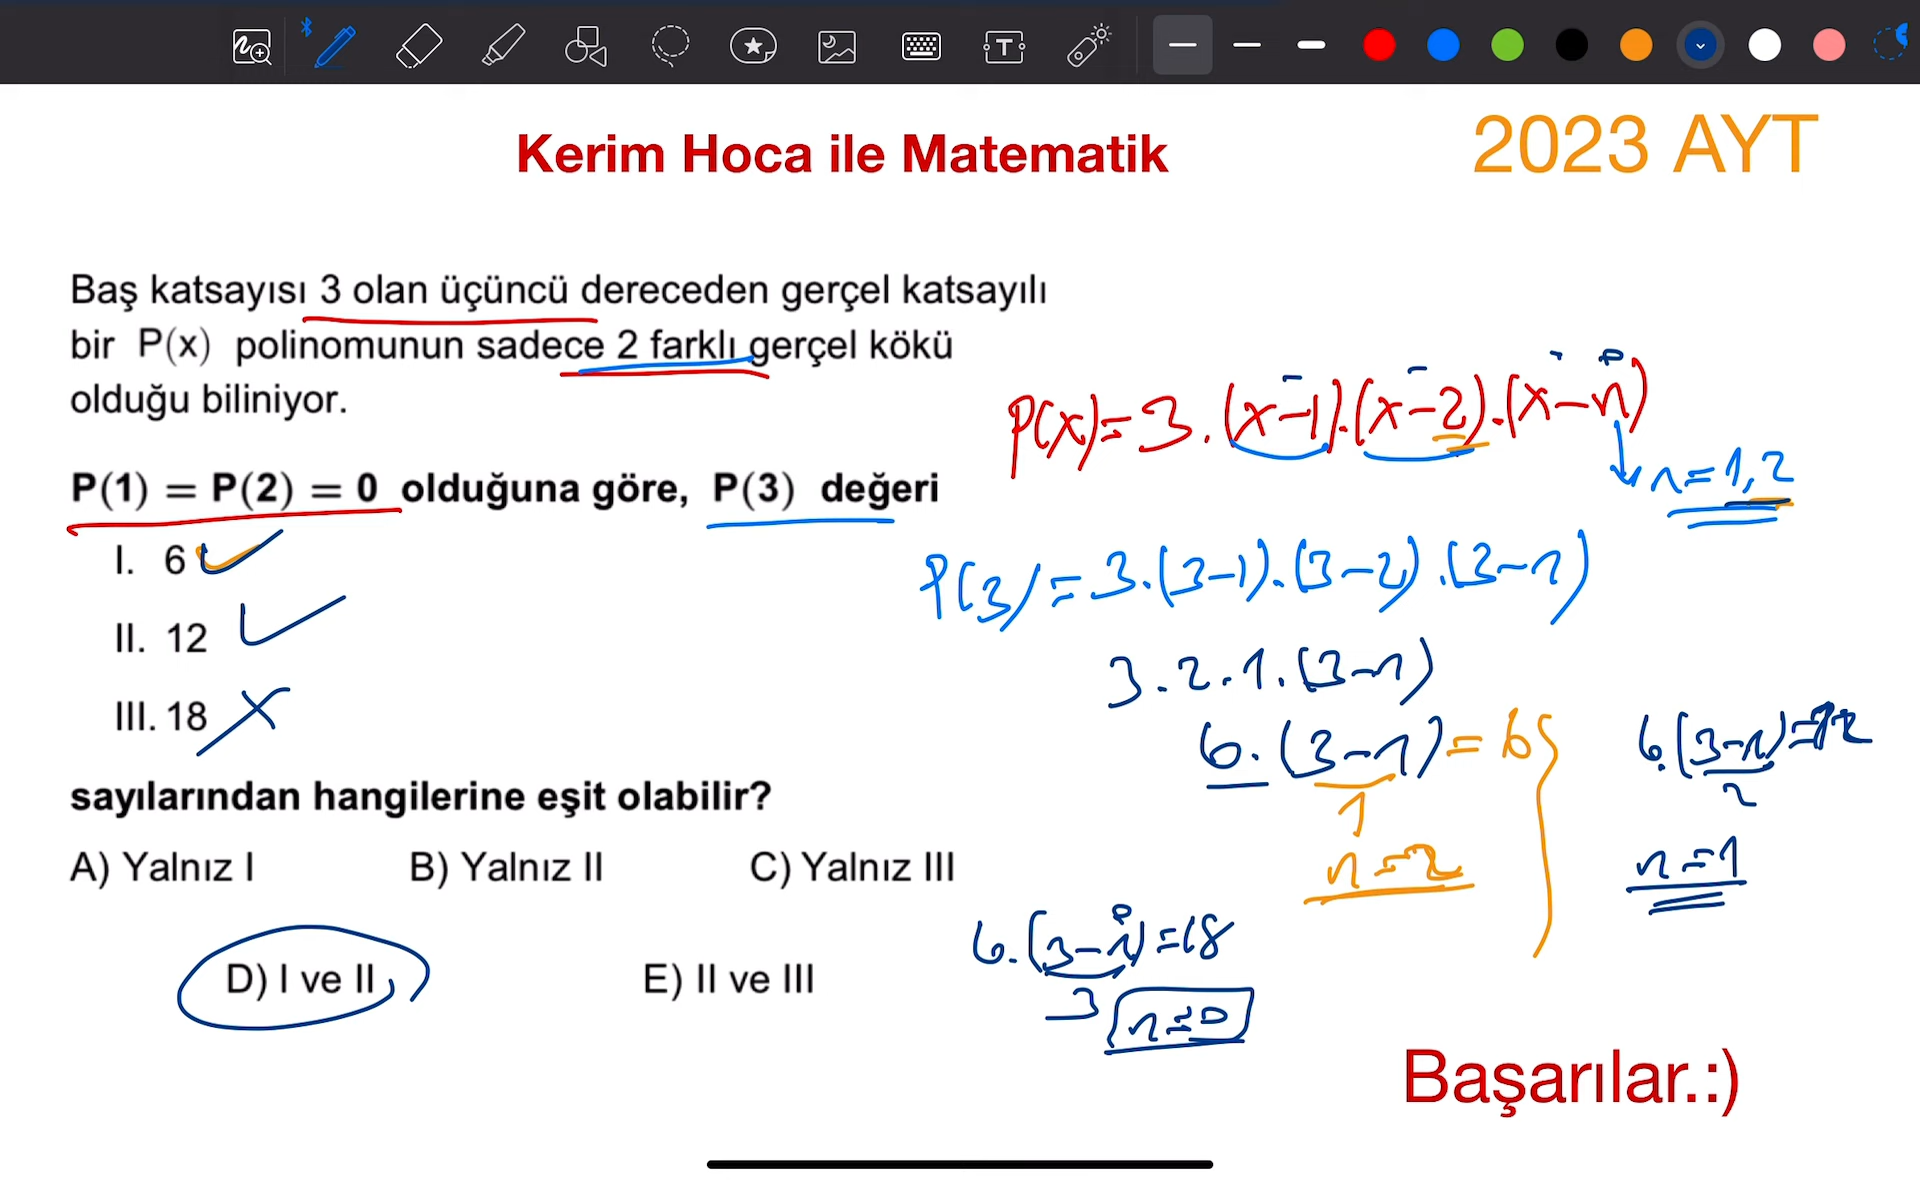 Kerim Hoca ile Matematik
2023 AYT
Baş katsayısı 3 olan üçüncü dereceden gerçel katsayılı
bir P(x) polinomunun sadece 2 farklı gerçel kökü
olduğu biliniyor.
P(1) = P(2) = 0 olduğuna göre, P(3) değeri
I. 6
II. 12
III. 18
sayılarından hangilerine eşit olabilir?
A) Yalnız I
B) Yalnız II
C) Yalnız III
D) I ve II
E) II ve III
P(x)=3.(x-1).(x-2).(x-n)
n=1,2
P(3)=3.(3-1).(3-2).(3-n)
3.2.1.(3-n)
6.(3-n)=6
1
n=2
6.(3-n)=12
2
n=1
6.(3-n)=18
3
n=0
Başarılar.:)